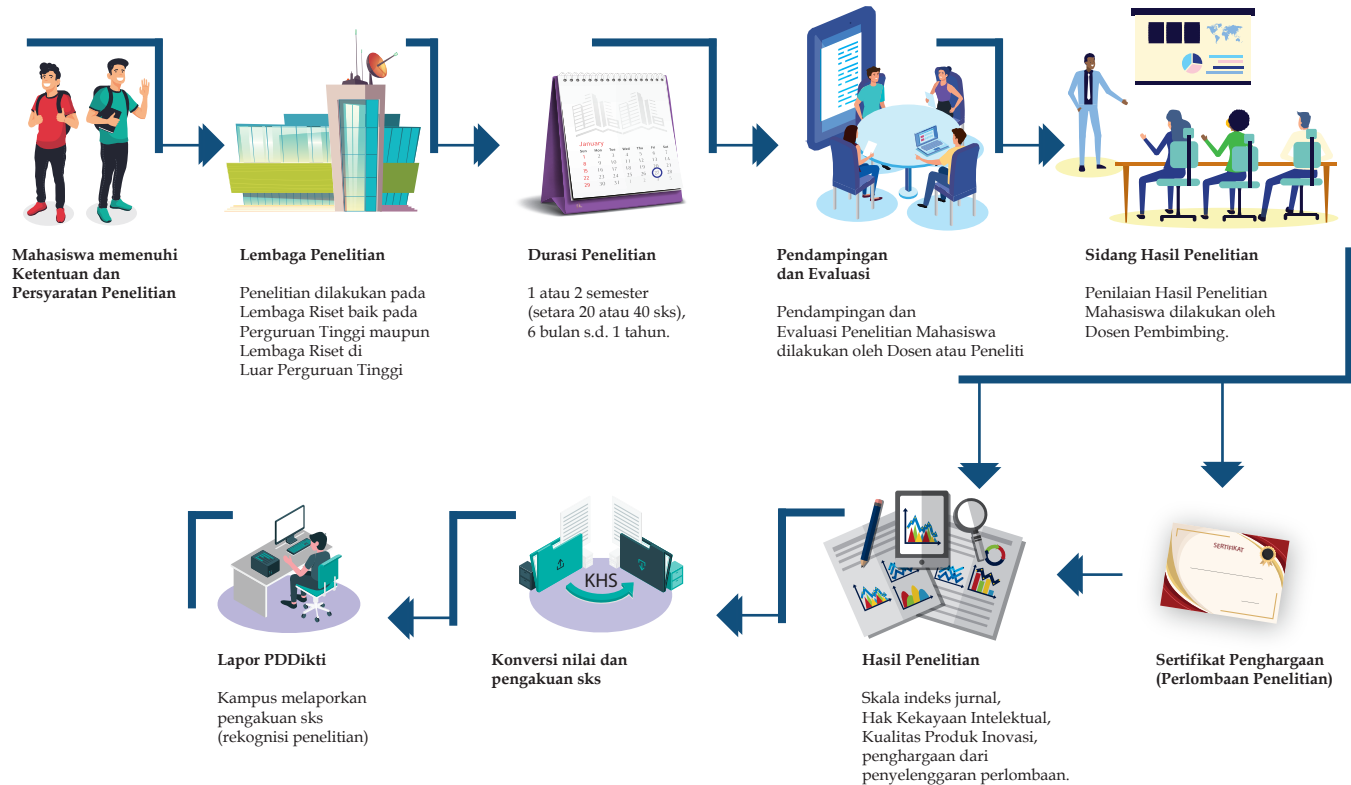 Mahasiswa memenuhi
Ketentuan dan
Persyaratan Penelitian
Lembaga Penelitian
Penelitian dilakukan pada
Lembaga Riset baik pada
Perguruan Tinggi maupun
Lembaga Riset di
Luar Perguruan Tinggi
January
Durasi Penelitian
1 atau 2 semester
(setara 20 atau 40 sks),
6 bulan s.d. 1 tahun.
Pendampingan
dan Evaluasi
Pendampingan dan
Evaluasi Penelitian Mahasiswa
dilakukan oleh Dosen atau Peneliti
Sidang Hasil Penelitian
Penilaian Hasil Penelitian
Mahasiswa dilakukan oleh
Dosen Pembimbing.
SERTIFIKAT
Sertifikat Penghargaan
(Perlombaan Penelitian)
Hasil Penelitian
Skala indeks jurnal,
Hak Kekayaan Intelektual,
Kualitas Produk Inovasi,
penghargaan dari
penyelenggaran perlombaan.
KHS
Konversi nilai dan
pengakuan sks
Lapor PDDikti
Kampus melaporkan
pengakuan sks
(rekognisi penelitian)